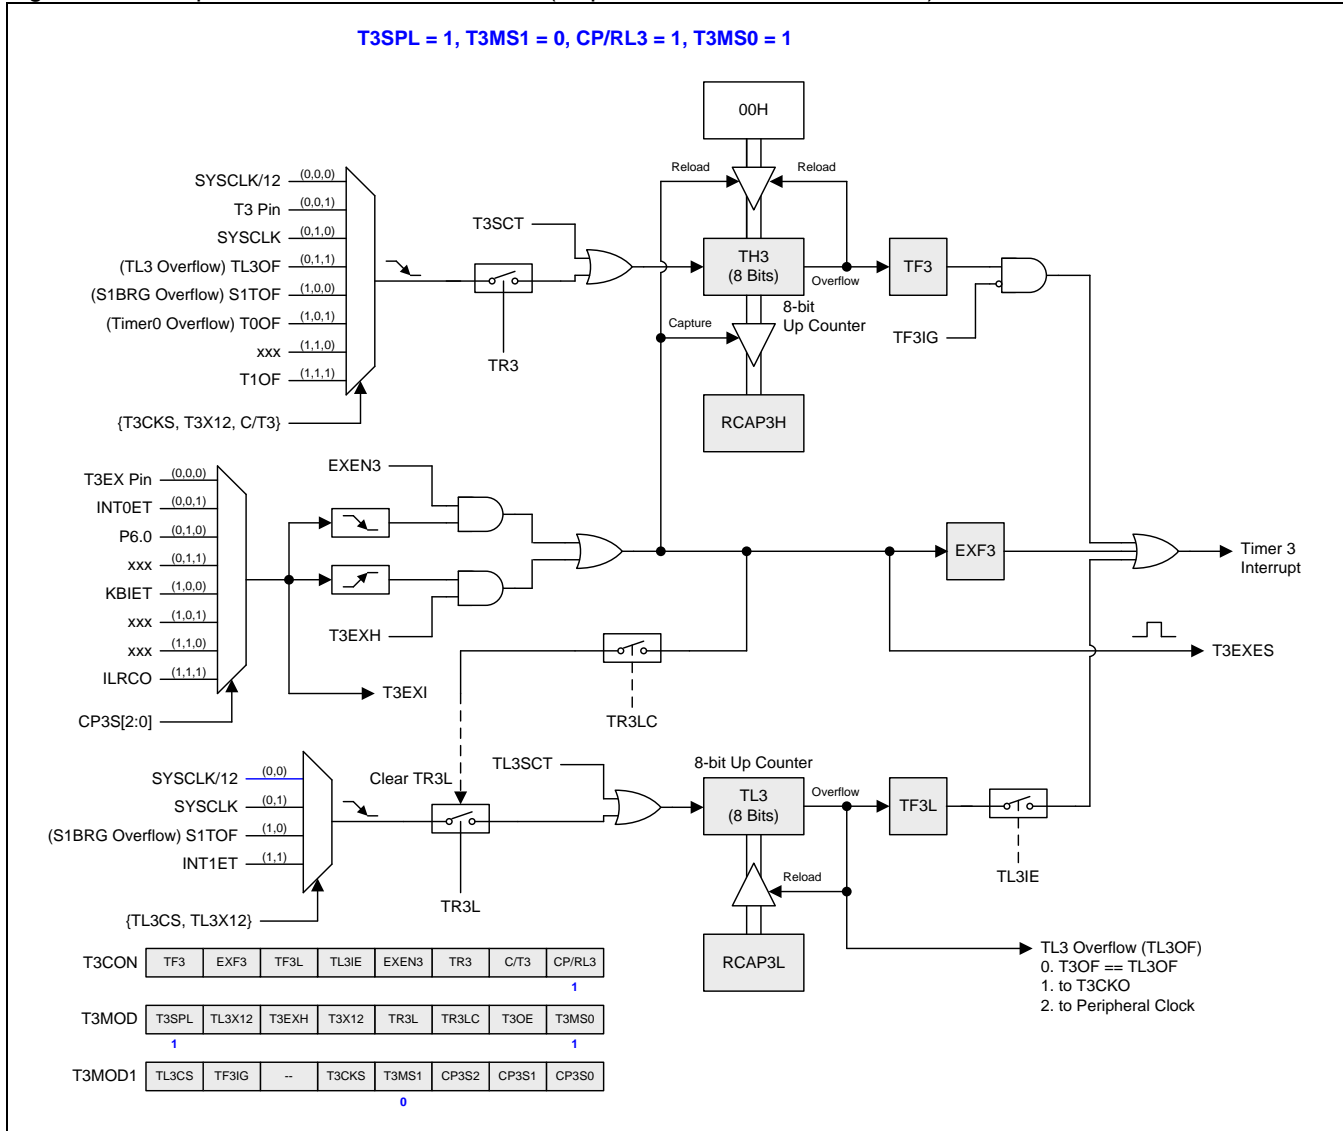 T3SPL = 1, T3MS1 = 0, CP/RL3 = 1, T3MS0 = 1
00H
Reload
Reload
SYSCLK/12 (0,0,0)
T3 Pin (0,0,1)
SYSCLK (0,1,0)
(TL3 Overflow) TL3OF (0,1,1)
(S1BRG Overflow) S1TOF (1,0,0)
(Timer0 Overflow) T0OF (1,0,1)
xxx (1,1,0)
T1OF (1,1,1)
{T3CKS, T3X12, C/T3}
TR3
T3SCT
TH3
(8 Bits)
Overflow
8-bit
Up Counter
TF3
TF3IG
Capture
RCAP3H
T3EX Pin (0,0,0)
INT0ET (0,0,1)
P6.0 (0,1,0)
xxx (0,1,1)
KBIET (1,0,0)
xxx (1,0,1)
xxx (1,1,0)
ILRCO (1,1,1)
CP3S[2:0]
EXEN3
T3EXH
T3EXI
EXF3
Timer 3
Interrupt
T3EXES
TR3LC
SYSCLK/12 (0,0)
SYSCLK (0,1)
(S1BRG Overflow) S1TOF (1,0)
INT1ET (1,1)
{TL3CS, TL3X12}
Clear TR3L
TR3L
TL3SCT
8-bit Up Counter
TL3
(8 Bits)
Overflow
TF3L
TL3IE
Reload
RCAP3L
TL3 Overflow (TL3OF)
0. T3OF == TL3OF
1. to T3CKO
2. to Peripheral Clock
T3CON TF3 EXF3 TF3L TL3IE EXEN3 TR3 C/T3 CP/RL3
1
T3MOD T3SPL TL3X12 T3EXH T3X12 TR3L TR3LC T3OE T3MS0
1 1
T3MOD1 TL3CS TF3IG -- T3CKS T3MS1 CP3S2 CP3S1 CP3S0
0